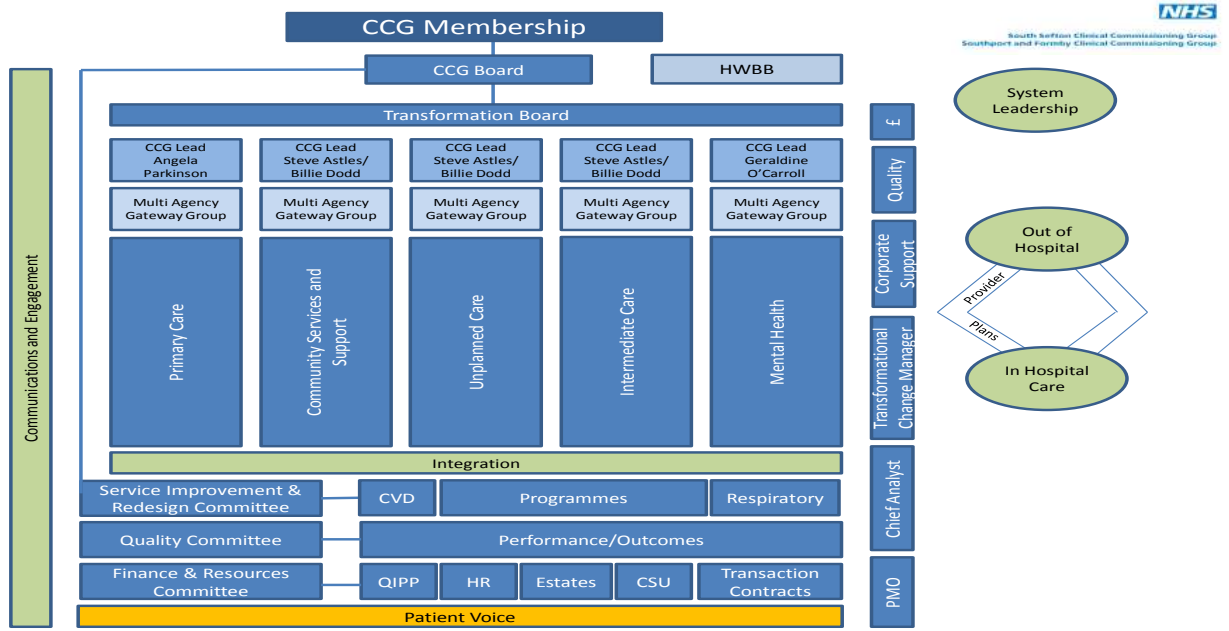 CCG Membership
NHS
South Sefton Clinical Commissioning Group
Southport and Formby Clinical Commissioning Group
CCG Board
HWBB
System
Leadership
Transformation Board
£
CCG Lead
Angela
Parkinson
CCG Lead
Steve Astles/
Billie Dodd
CCG Lead
Steve Astles/
Billie Dodd
CCG Lead
Steve Astles/
Billie Dodd
CCG Lead
Geraldine
O’Carroll
Quality
Multi Agency
Gateway Group
Multi Agency
Gateway Group
Multi Agency
Gateway Group
Multi Agency
Gateway Group
Multi Agency
Gateway Group
Communications and Engagement
Primary Care
Community Services and
Support
Unplanned Care
Intermediate Care
Mental Health
Corporate
Support
Transformational
Change Manager
Out of
Hospital
Provider
Plans
In Hospital
Care
Integration
Service Improvement &
Redesign Committee
CVD
Programmes
Respiratory
Chief Analyst
Quality Committee
Performance/Outcomes
Finance & Resources
Committee
QIPP
HR
Estates
CSU
Transaction
Contracts
PMO
Patient Voice